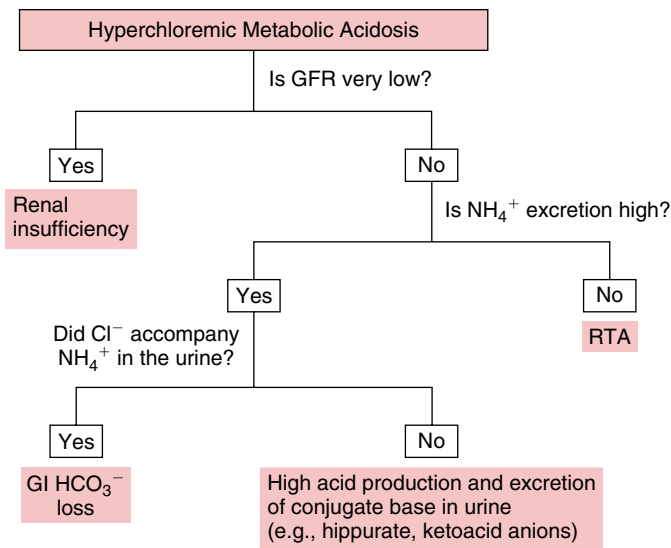 Hyperchloremic Metabolic Acidosis
Is GFR very low?
Yes
No
Renal
insufficiency
Is NH₄⁺ excretion high?
Yes
No
Did Cl⁻ accompany
NH₄⁺ in the urine?
RTA
Yes
No
GI HCO₃⁻
loss
High acid production and excretion
of conjugate base in urine
(e.g., hippurate, ketoacid anions)